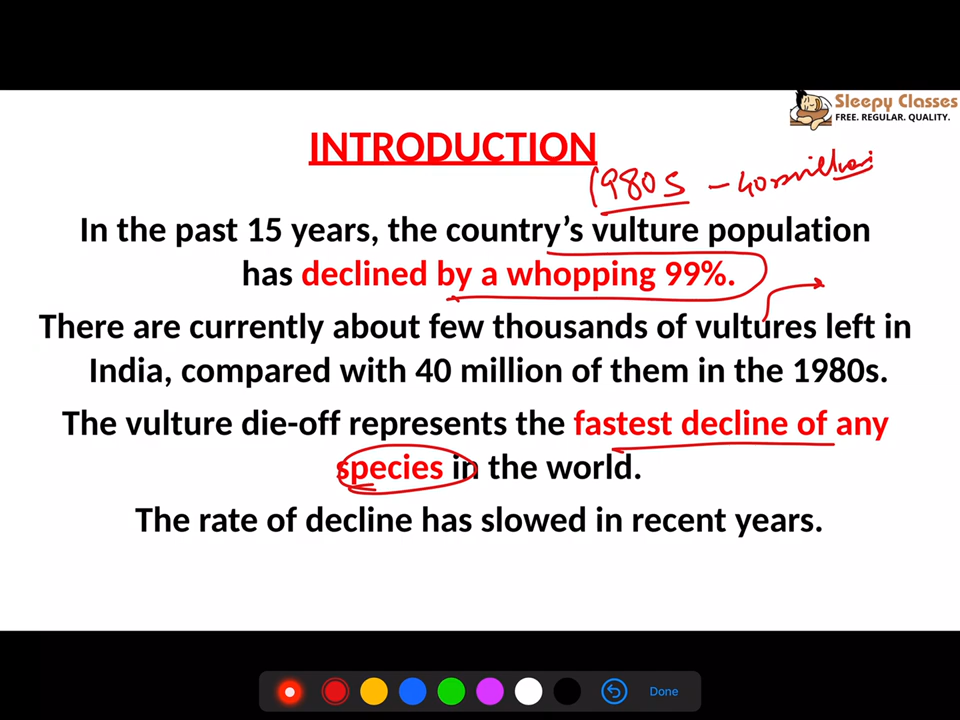 Sleepy Classes
FREE. REGULAR. QUALITY.
INTRODUCTION
1980s - 40 million
In the past 15 years, the country’s vulture population
has declined by a whopping 99%.
There are currently about few thousands of vultures left in
India, compared with 40 million of them in the 1980s.
The vulture die-off represents the fastest decline of any
species in the world.
The rate of decline has slowed in recent years.
Done